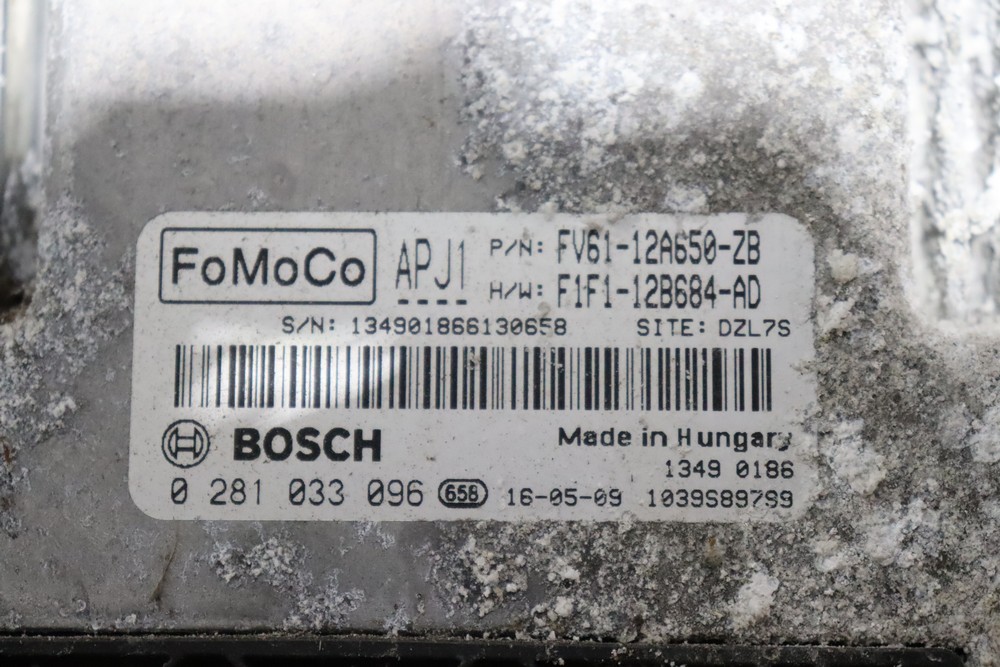 FoMoCo APJ1 P/N: FV61-12A650-ZB
H/W: F1F1-12B684-AD
S/N: 134901866130658 SITE: DZL7S
BOSCH Made in Hungary
1349 0186
0 281 033 096 658 16-05-09 1039S89799